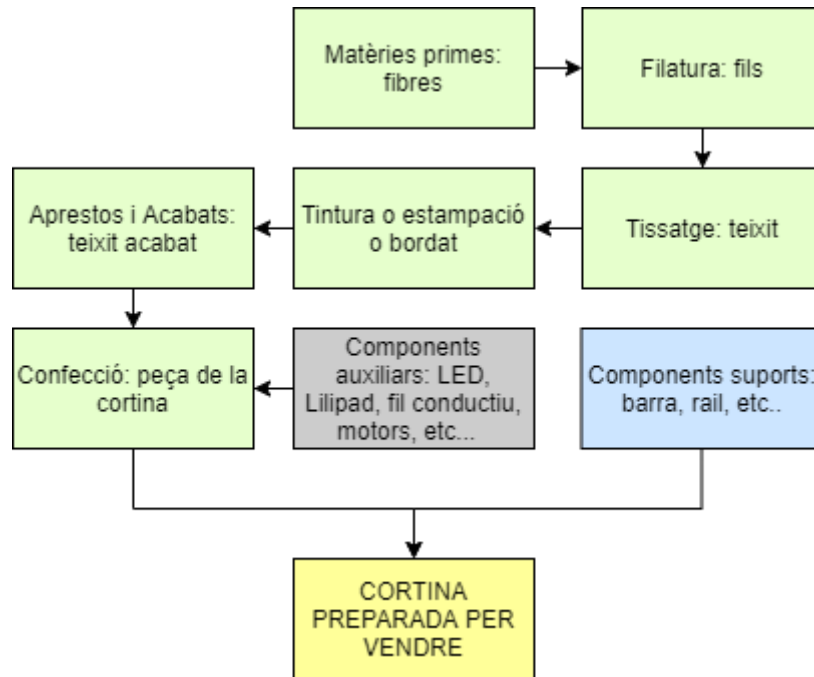 Matèries primes:
fibres
Filatura: fils
Aprestos i Acabats:
teixit acabat
Tintura o estampació
o bordat
Tissatge: teixit
Confecció: peça de la
cortina
Components
auxiliars: LED,
Lilipad, fil conductiu,
motors, etc...
Components suports:
barra, rail, etc..
CORTINA
PREPARADA PER
VENDRE